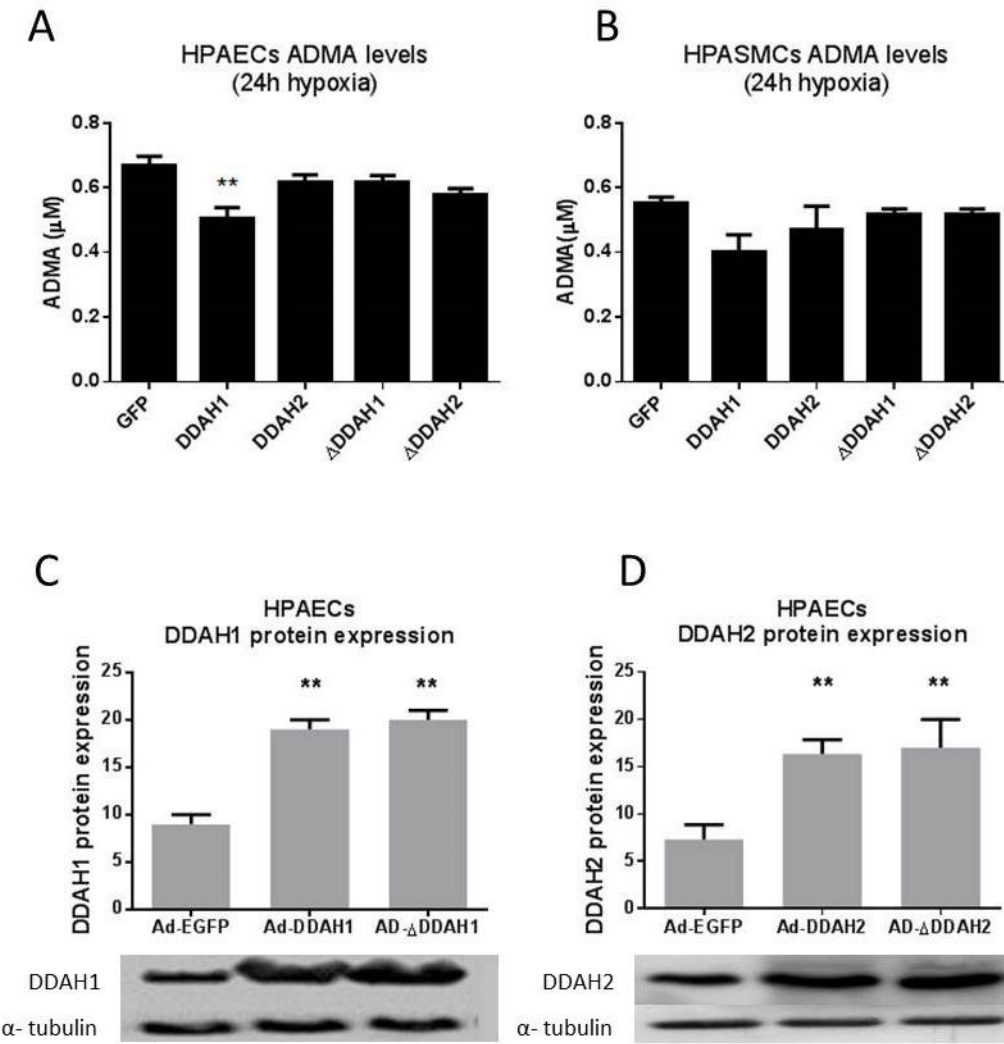 A
HPAECs ADMA levels
(24h hypoxia)
ADMA (μM)
0.8
0.6
0.4
0.2
0.0
**
GFP
DDAH1
DDAH2
ΔDDAH1
ΔDDAH2
B
HPASMCs ADMA levels
(24h hypoxia)
ADMA(μM)
0.8
0.6
0.4
0.2
0.0
GFP
DDAH1
DDAH2
ΔDDAH1
ΔDDAH2
C
HPAECs
DDAH1 protein expression
DDAH1 protein expression
25
20
15
10
5
0
**
**
Ad-EGFP
Ad-DDAH1
AD-ΔDDAH1
DDAH1
α- tubulin
D
HPAECs
DDAH2 protein expression
DDAH2 protein expression
25
20
15
10
5
0
**
**
Ad-EGFP
Ad-DDAH2
AD-ΔDDAH2
DDAH2
α- tubulin